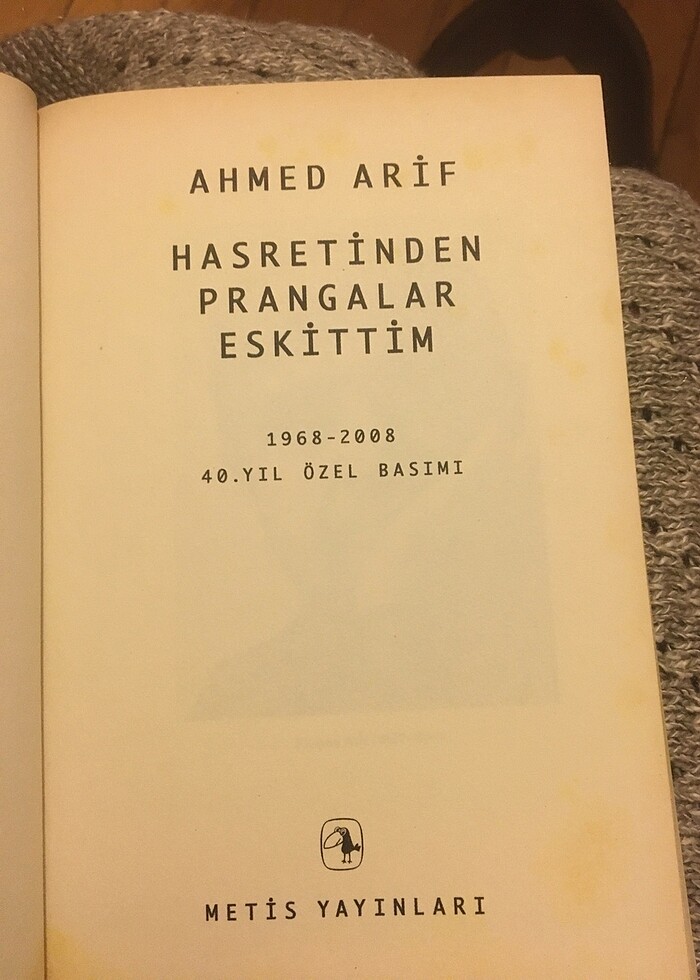 AHMED ARİF
HASRETİNDEN
PRANGALAR
ESKİTTİM
1968-2008
40.YIL ÖZEL BASIMI
METİS YAYINLARI